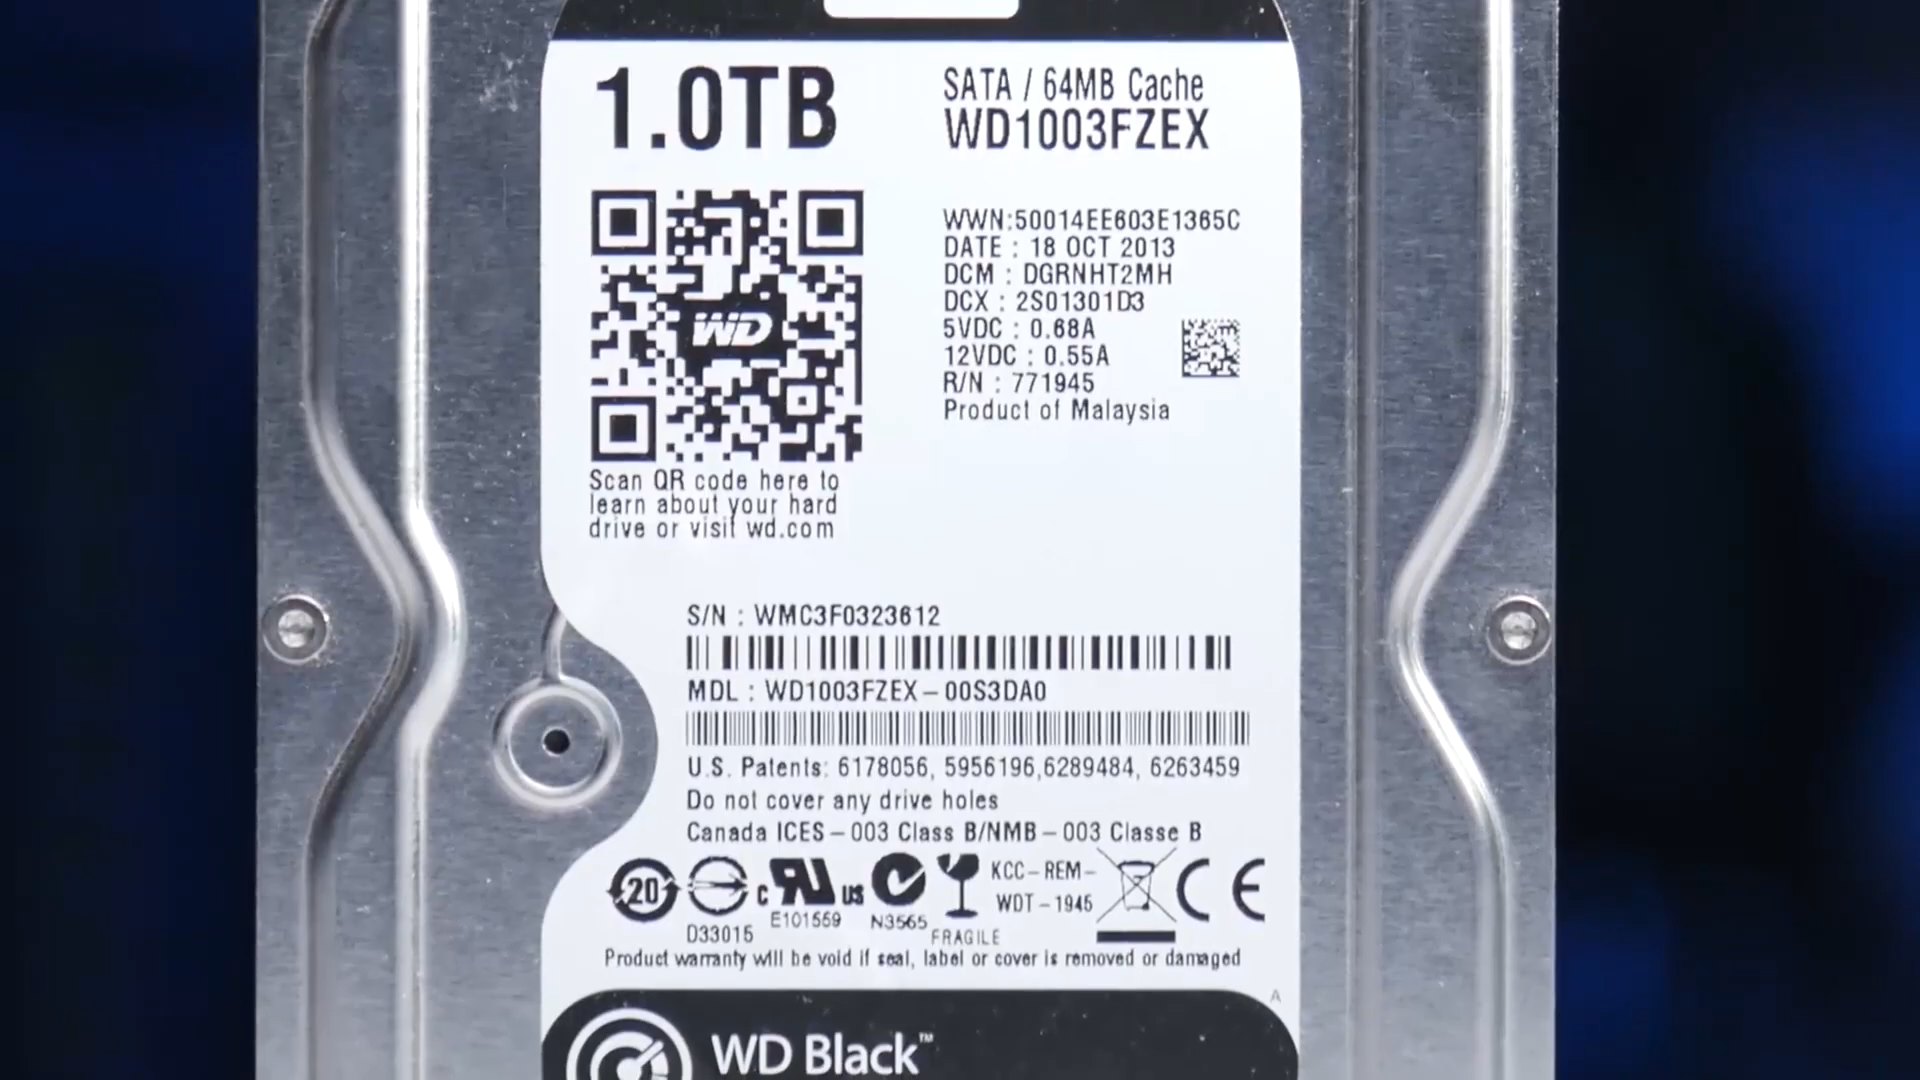 1.0TB
SATA / 64MB Cache
WD1003FZEX
WWN:50014EE603E1365C
DATE : 18 OCT 2013
DCM : DGRNHT2MH
DCX : 2S01301D3
5VDC : 0.68A
12VDC : 0.55A
R/N : 771945
Product of Malaysia
WD
Scan QR code here to
learn about your hard
drive or visit wd.com
S/N : WMC3F0323612
MDL : WD1003FZEX-00S3DA0
U.S. Patents: 6178056, 5956196,6289484, 6263459
Do not cover any drive holes
Canada ICES-003 Class B/NMB-003 Classe B
20
D33015
c RU us
E101559
N3565
FRAGILE
KCC-REM-
WDT-1945
CE
Product warranty will be void if seal, label or cover is removed or damaged
A
WD Black™